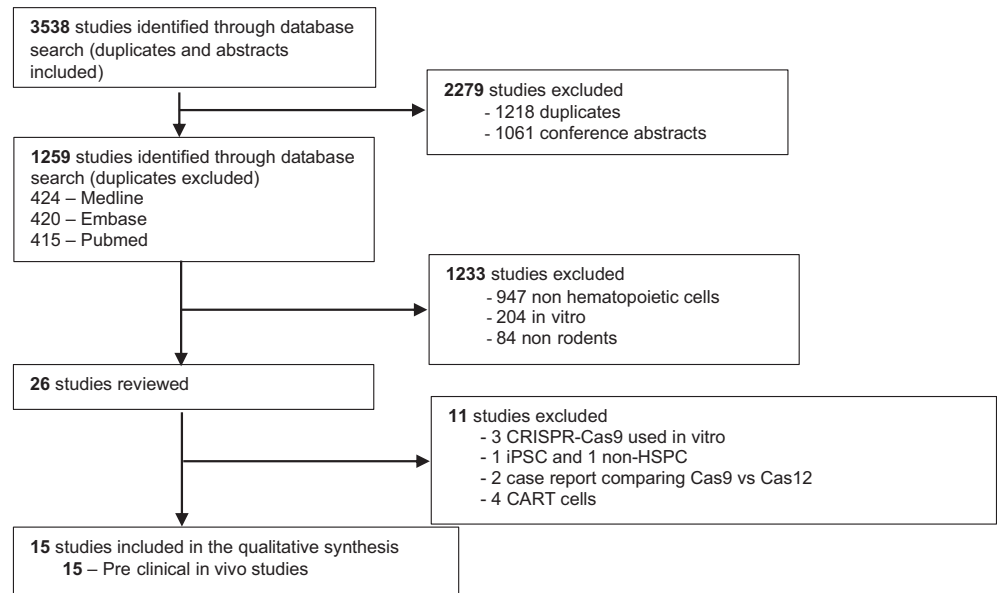 3538 studies identified through database
search (duplicates and abstracts
included)
2279 studies excluded
- 1218 duplicates
- 1061 conference abstracts
1259 studies identified through database
search (duplicates excluded)
424 – Medline
420 – Embase
415 – Pubmed
1233 studies excluded
- 947 non hematopoietic cells
- 204 in vitro
- 84 non rodents
26 studies reviewed
11 studies excluded
- 3 CRISPR-Cas9 used in vitro
- 1 iPSC and 1 non-HSPC
- 2 case report comparing Cas9 vs Cas12
- 4 CART cells
15 studies included in the qualitative synthesis
15 – Pre clinical in vivo studies